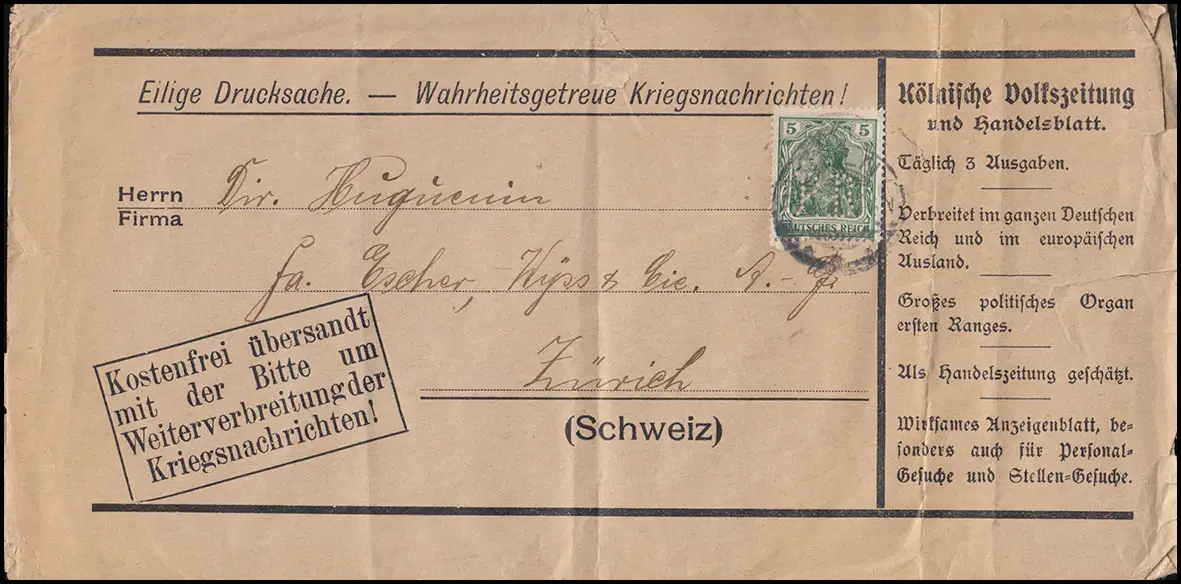 Eilige Drucksache. — Wahrheitsgetreue Kriegsnachrichten!
Herrn
Firma
Dir. Huguenin
fa. Escher, Wyss & Cie. A.-G.
Zürich
(Schweiz)
Kostenfrei übersandt
mit der Bitte um
Weiterverbreitung der
Kriegsnachrichten!
5 5
DEUTSCHES REICH
Kölnische Volkszeitung
und Handelsblatt.
Täglich 3 Ausgaben.
Verbreitet im ganzen Deutschen
Reich und im europäischen
Ausland.
Großes politisches Organ
ersten Ranges.
Als Handelszeitung geschätzt.
Wirksames Anzeigenblatt, be-
sonders auch für Personal-
Gesuche und Stellen-Gesuche.